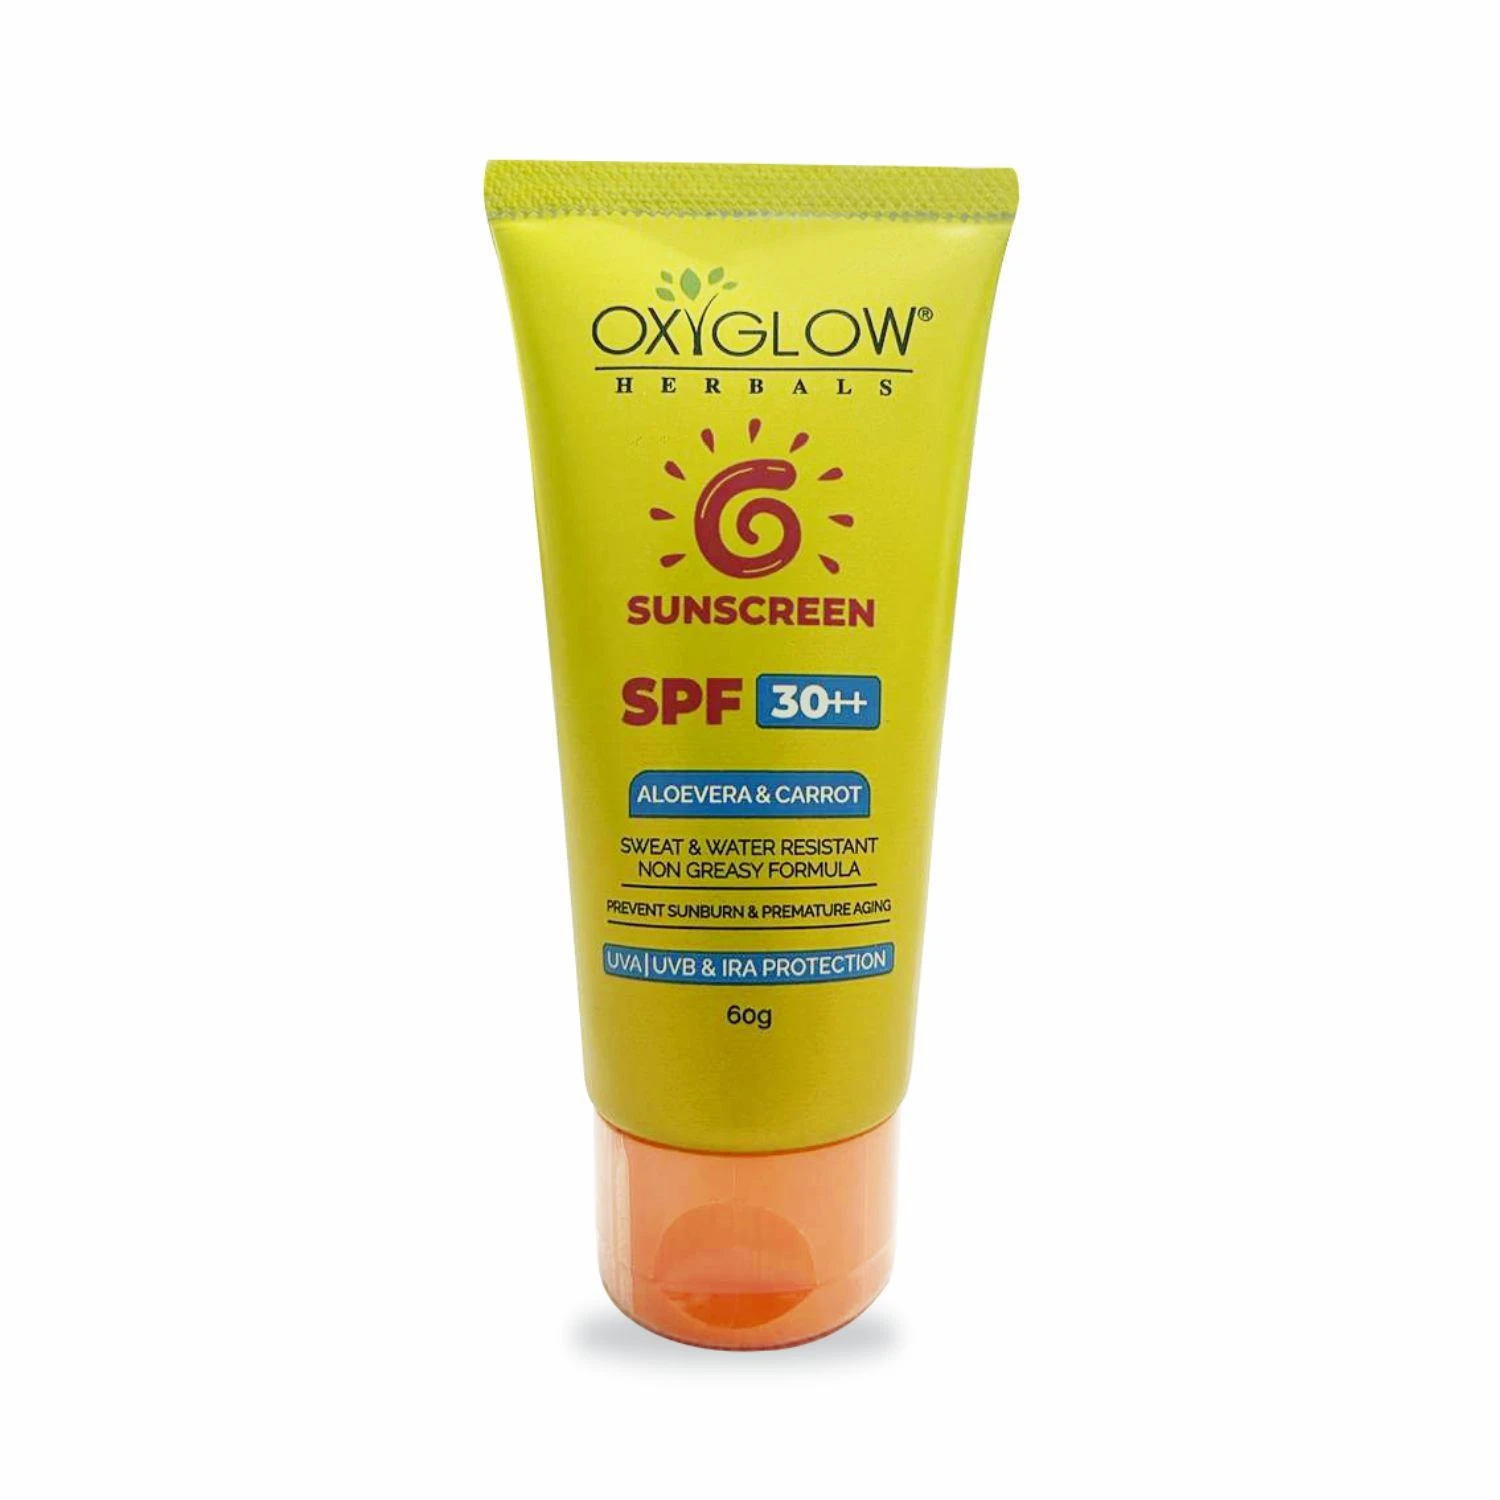 OXYGLOW®
HERBALS
SUNSCREEN
SPF 30++
ALOEVERA & CARROT
SWEAT & WATER RESISTANT
NON GREASY FORMULA
PREVENT SUNBURN & PREMATURE AGING
UVA|UVB & IRA PROTECTION
60g